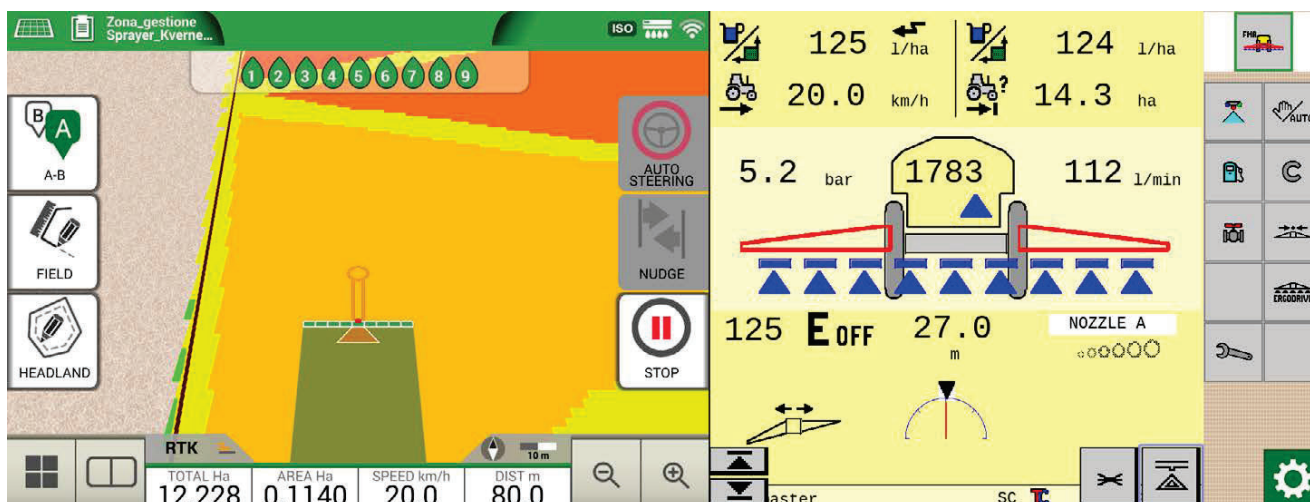 Zona_gestione
Sprayer_Kverne...
ISO
1 2 3 4 5 6 7 8 9
B
A
A-B
FIELD
HEADLAND
AUTO
STEERING
NUDGE
STOP
RTK
10 m
TOTAL Ha
12.228
AREA Ha
0.1140
SPEED km/h
20.0
DIST m
80.0
125 l/ha
124 l/ha
20.0 km/h
? 14.3 ha
5.2 bar
1783
112 l/min
125 E OFF 27.0
m
NOZZLE A
aster
SC TC
FMA
/AUTO
C
ERGODRIVE